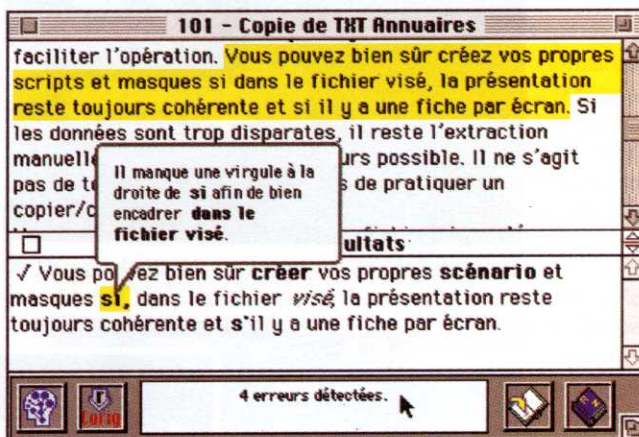 101 - Copie de TXT Annuaires
faciliter l'opération. Vous pouvez bien sûr créez vos propres
scripts et masques si dans le fichier visé, la présentation
reste toujours cohérente et si il y a une fiche par écran. Si
les données sont trop disparates, il reste l'extraction
manuelle urs possible. Il ne s'agit
pas de t s de pratiquer un
copier/c
Il manque une virgule à la
droite de si afin de bien
encadrer dans le
fichier visé.
ultats
√ Vous pouvez bien sûr créer vos propres scénario et
masques si, dans le fichier visé, la présentation reste
toujours cohérente et s'il y a une fiche par écran.
Corrig
4 erreurs détectées.